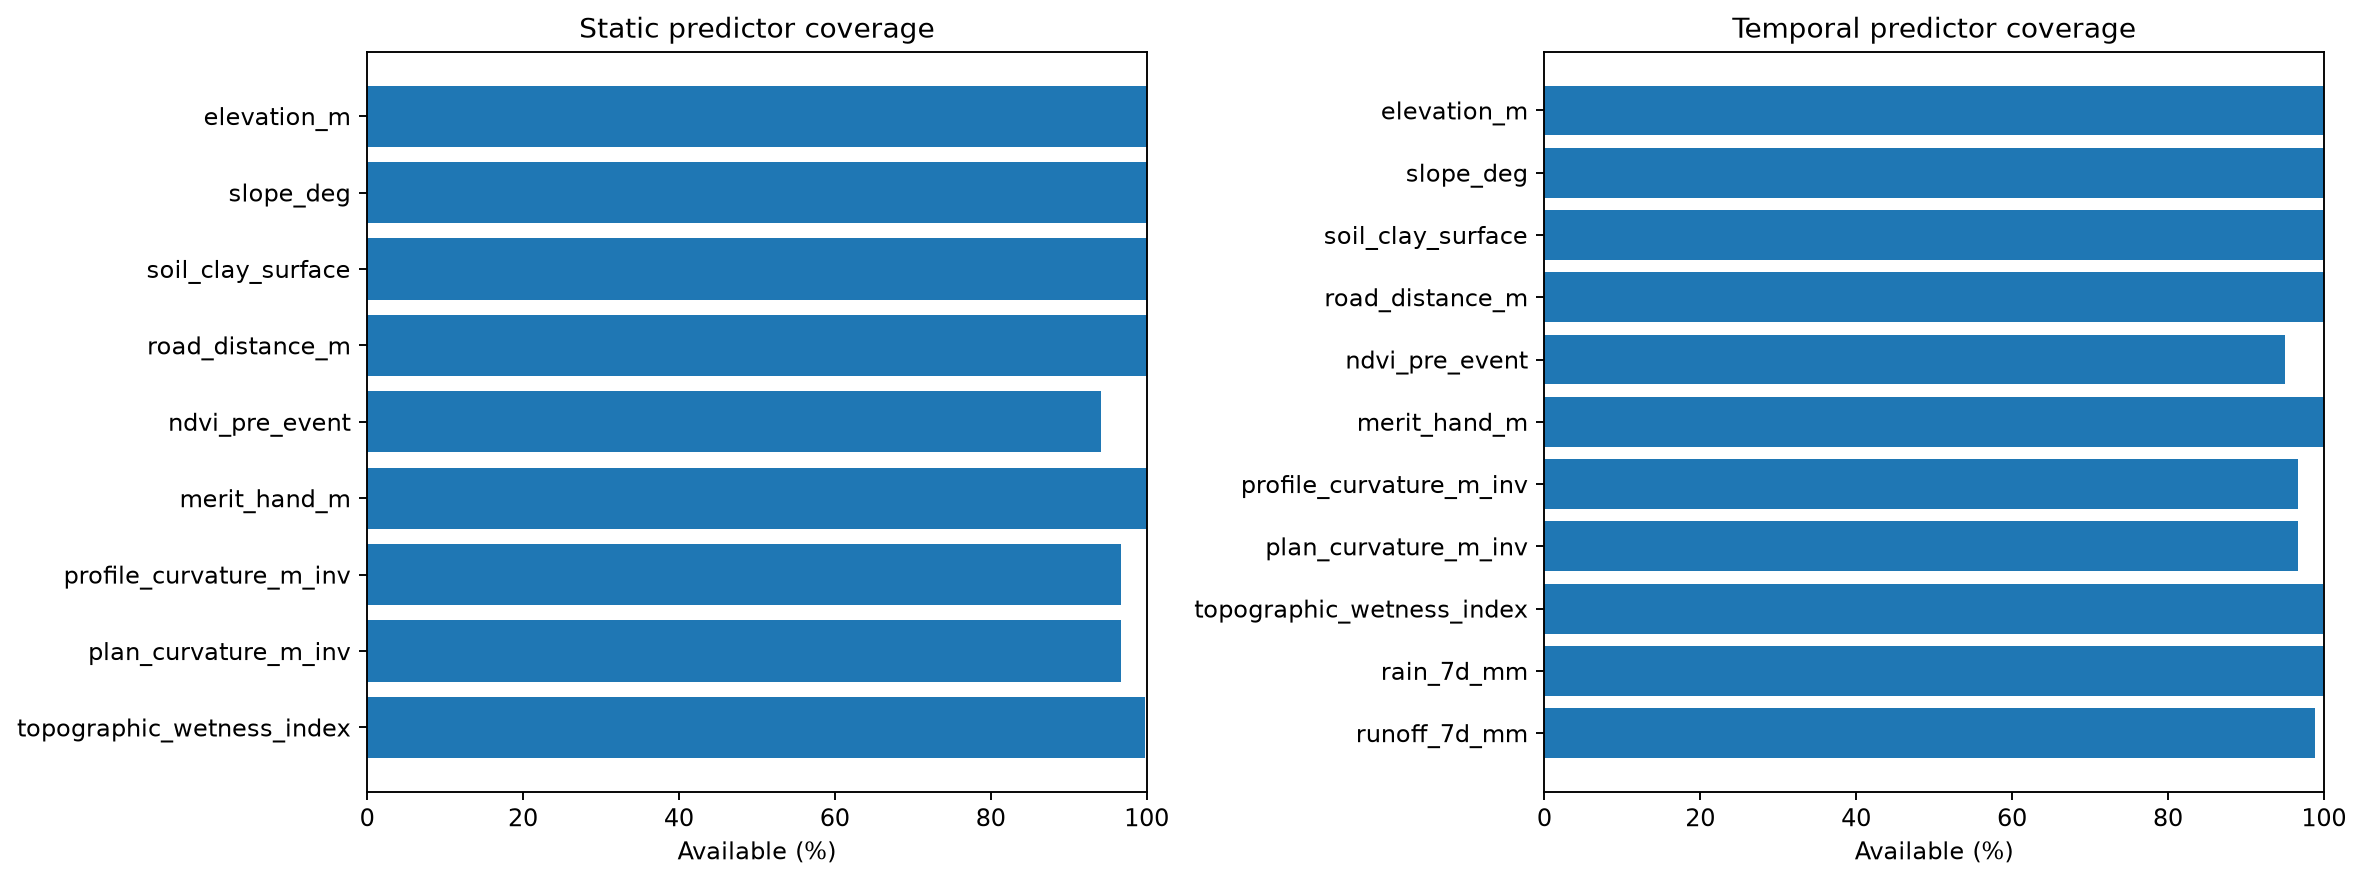 Static predictor coverage
elevation_m
slope_deg
soil_clay_surface
road_distance_m
ndvi_pre_event
merit_hand_m
profile_curvature_m_inv
plan_curvature_m_inv
topographic_wetness_index
0 20 40 60 80 100
Available (%)
Temporal predictor coverage
elevation_m
slope_deg
soil_clay_surface
road_distance_m
ndvi_pre_event
merit_hand_m
profile_curvature_m_inv
plan_curvature_m_inv
topographic_wetness_index
rain_7d_mm
runoff_7d_mm
0 20 40 60 80 100
Available (%)